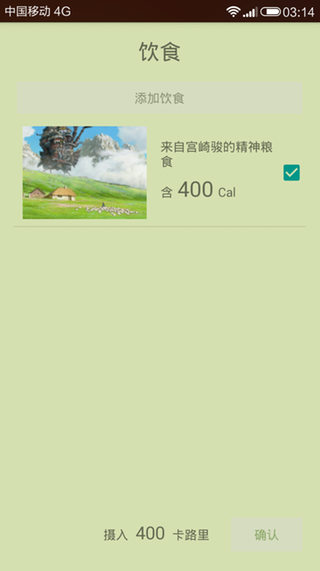 中国移动 4G 03:14
饮食
添加饮食
来自宫崎骏的精神粮
食
含 400 Cal
摄入 400 卡路里 确认